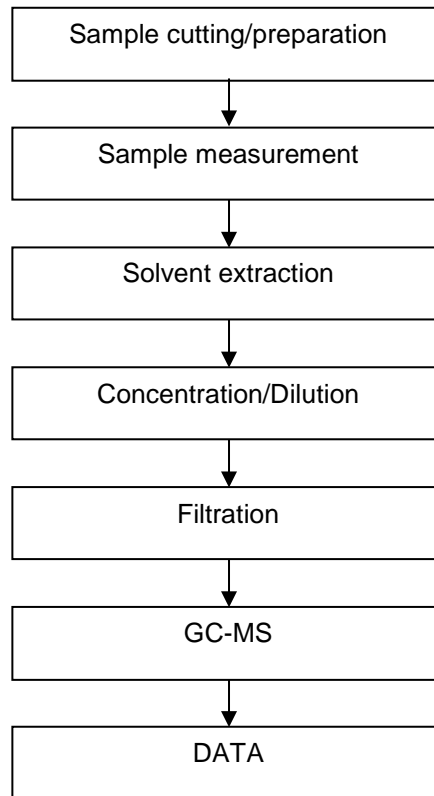 Sample cutting/preparation
Sample measurement
Solvent extraction
Concentration/Dilution
Filtration
GC-MS
DATA